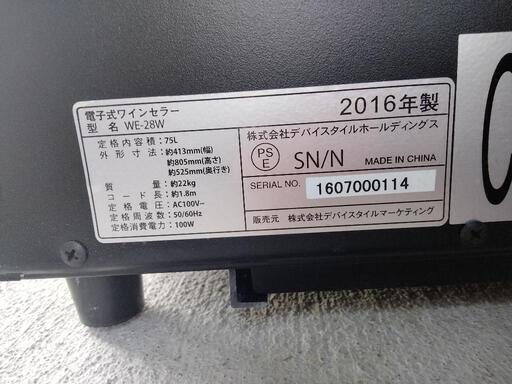 電子式ワインセラー
型 名 WE-28W
2016年製
定格内容積：75L
外形寸法：約413mm(幅)
約805mm(高さ)
約525mm(奥行き)
質量：約22kg
コード長：約1.8m
定格電圧：AC100V~
定格周波数：50/60Hz
定格消費電力：100W
株式会社デバイスタイルホールディングス
PS
E
SN/N
MADE IN CHINA
SERIAL NO. 1607000114
販売元 株式会社デバイスタイルマーケティング